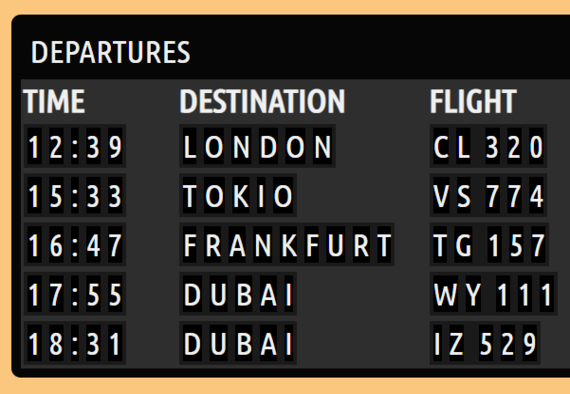 DEPARTURES
TIME DESTINATION FLIGHT
12:39 LONDON CL 320
15:33 TOKIO VS 774
16:47 FRANKFURT TG 157
17:55 DUBAI WY 111
18:31 DUBAI IZ 529